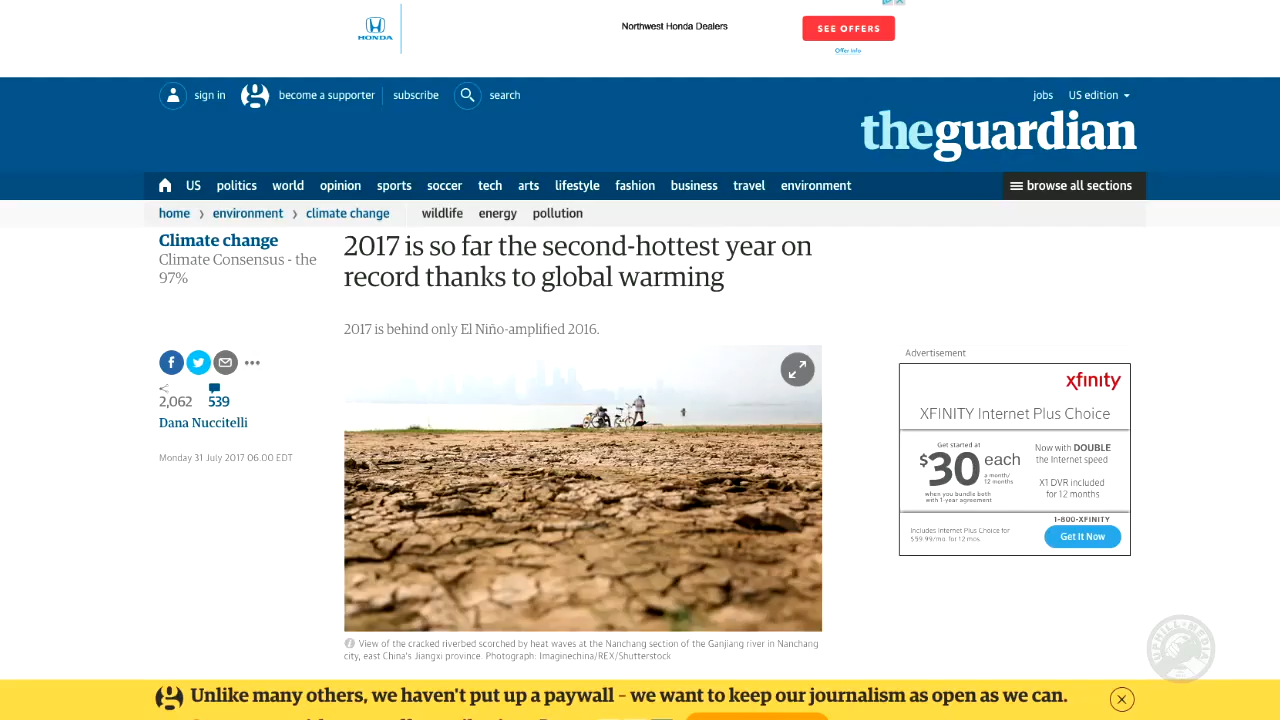 HONDA
Northwest Honda Dealers
SEE OFFERS
Offer info
sign in
become a supporter
subscribe
search
jobs
US edition
theguardian
US politics world opinion sports soccer tech arts lifestyle fashion business travel environment
browse all sections
home › environment › climate change
wildlife energy pollution
Climate change
Climate Consensus - the
97%
2017 is so far the second-hottest year on
record thanks to global warming
2017 is behind only El Niño-amplified 2016.
2,062 539
Dana Nuccitelli
Monday 31 July 2017 06.00 EDT
View of the cracked riverbed scorched by heat waves at the Nanchang section of the Ganjiang river in Nanchang
city, east China's Jiangxi province. Photograph: Imaginechina/REX/Shutterstock
Advertisement
xfinity
XFINITY Internet Plus Choice
Get started at
$30 each
a month/
12 months
when you bundle both
with 1-year agreement
Now with DOUBLE
the Internet speed
X1 DVR included
for 12 months
Includes Internet Plus Choice for
$59.99/mo. for 12 mos.
1-800-XFINITY
Get It Now
UPHILL MEDIA
Unlike many others, we haven't put up a paywall – we want to keep our journalism as open as we can.